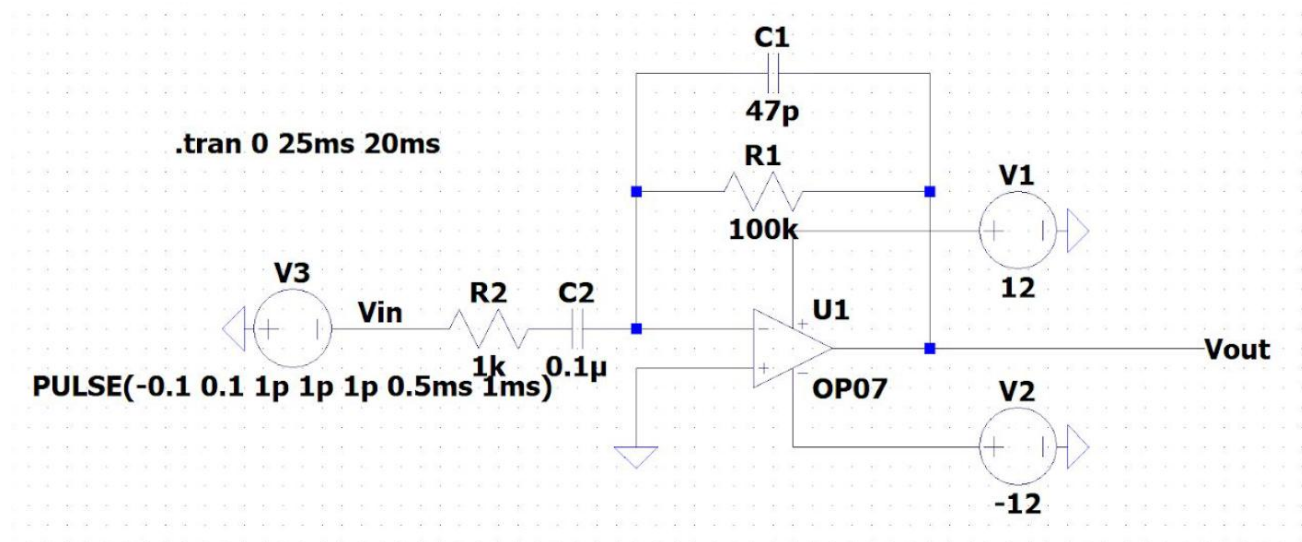 C1
47p
.tran 0 25ms 20ms
R1
100k
V1
12
V3
Vin
R2
1k
C2
0.1µ
PULSE(-0.1 0.1 1p 1p 1p 0.5ms 1ms)
U1
OP07
Vout
V2
-12